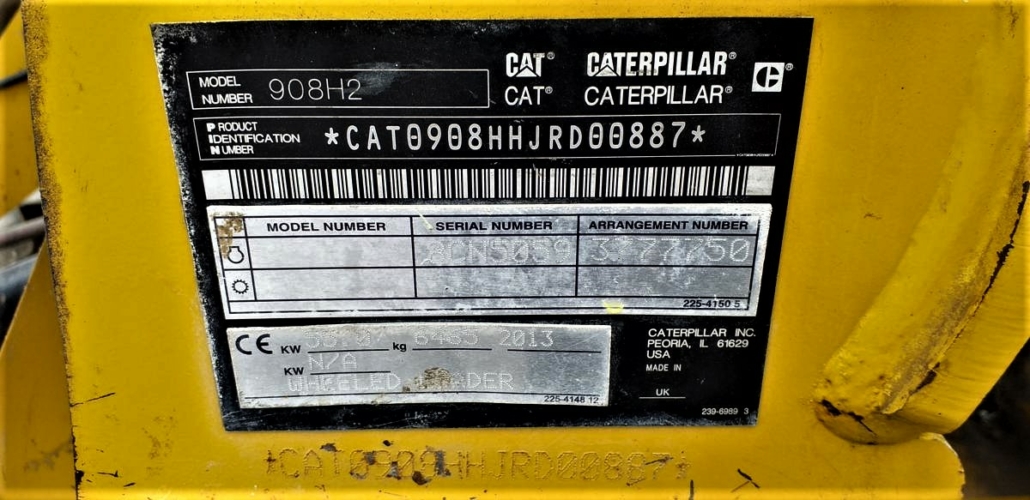 CAT® CATERPILLAR®
MODEL NUMBER 908H2
CAT® CATERPILLAR®
PRODUCT IDENTIFICATION NUMBER *CAT0908HHJRD00887*
MODEL NUMBER SERIAL NUMBER ARRANGEMENT NUMBER
225-4150 5
CE KW kg 2013
KW N/A
WHEELED
225-4148 12
CATERPILLAR INC.
PEORIA, IL 61629
USA
MADE IN
UK
239-6989 3
*CAT0908HHJRD00887*